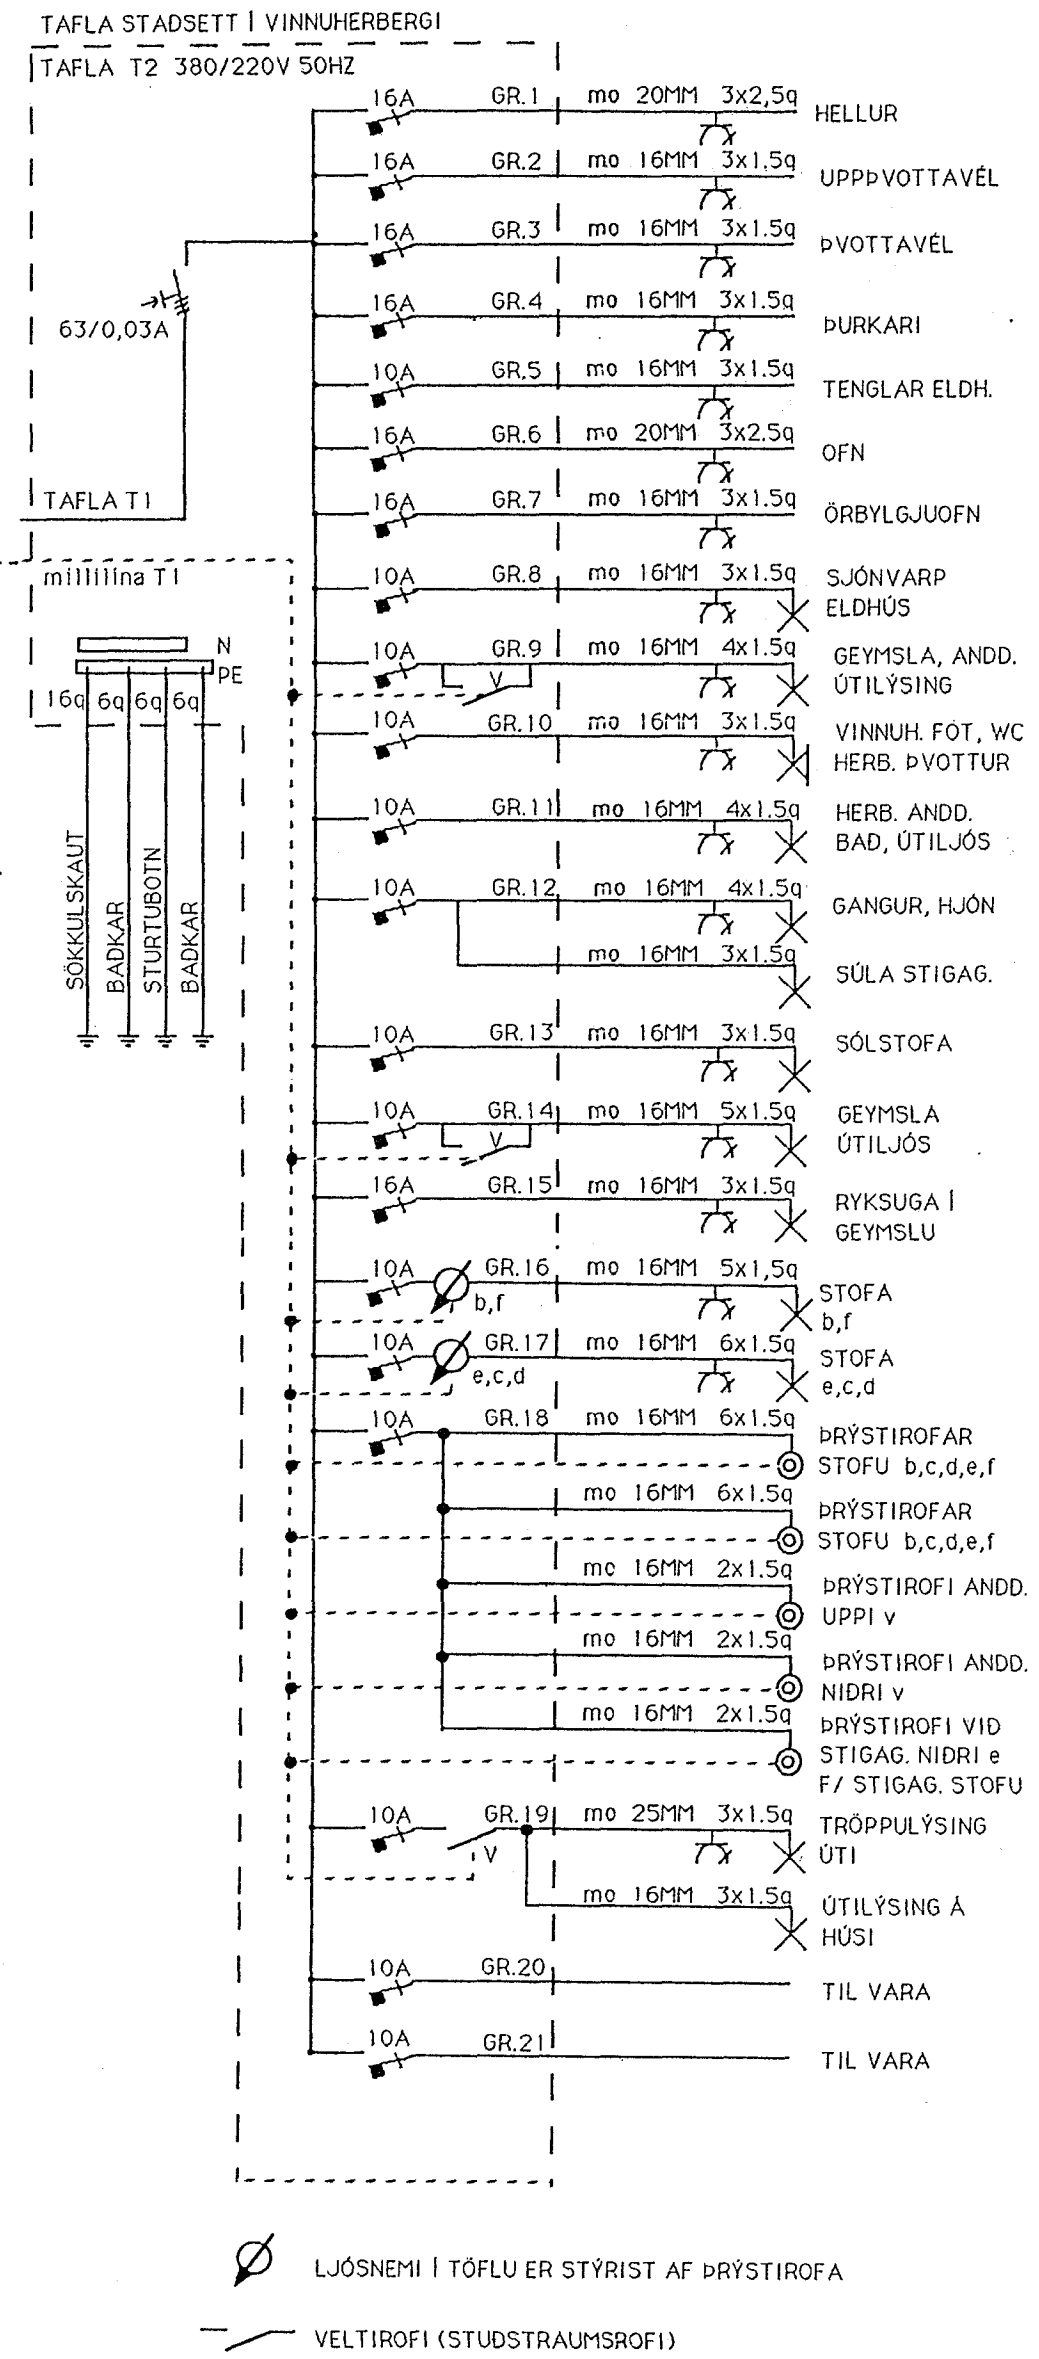 TAFLA STADSETT Í VINNUHERBERGI
TAFLA T2 380/220V 50HZ
16A GR.1 mo 20MM 3x2,5q HELLUR
16A GR.2 mo 16MM 3x1.5q UPPÞVOTTAVÉL
16A GR.3 mo 16MM 3x1.5q ÞVOTTAVÉL
63/0,03A
16A GR.4 mo 16MM 3x1.5q ÞURKARI
10A GR.5 mo 16MM 3x1.5q TENGLAR ELDH.
16A GR.6 mo 20MM 3x2.5q OFN
TAFLA T1
16A GR.7 mo 16MM 3x1.5q ÖRBYLGJUOFN
millilína T1
10A GR.8 mo 16MM 3x1.5q SJÓNVARP
ELDHÚS
N
PE
16q 6q 6q 6q
SÖKKULSKAUT
BADKAR
STURTUBOTN
BADKAR
10A GR.9 mo 16MM 4x1.5q GEYMSLA, ANDD.
V ÚTILÝSING
10A GR.10 mo 16MM 3x1.5q VINNUH. FÖT, WC
HERB. ÞVOTTUR
10A GR.11 mo 16MM 4x1.5q HERB. ANDD.
BAD, ÚTILJÓS
10A GR.12 mo 16MM 4x1.5q GANGUR, HJÓN
mo 16MM 3x1.5q SÚLA STIGAG.
10A GR.13 mo 16MM 3x1.5q SÓLSTOFA
10A GR.14 mo 16MM 5x1.5q GEYMSLA
V ÚTILJÓS
16A GR.15 mo 16MM 3x1.5q RYKSUGA Í
GEYMSLU
10A GR.16 mo 16MM 5x1,5q STOFA
b,f b,f
10A GR.17 mo 16MM 6x1.5q STOFA
e,c,d e,c,d
10A GR.18 mo 16MM 6x1.5q ÞRÝSTIROFAR
STOFU b,c,d,e,f
mo 16MM 6x1.5q ÞRÝSTIROFAR
STOFU b,c,d,e,f
mo 16MM 2x1.5q ÞRÝSTIROFI ANDD.
UPPI v
mo 16MM 2x1.5q ÞRÝSTIROFI ANDD.
NIDRI v
mo 16MM 2x1.5q ÞRÝSTIROFI VID
STIGAG. NIDRI e
F/ STIGAG. STOFU
10A GR.19 mo 25MM 3x1.5q TRÖPPULÝSING
V ÚTI
mo 16MM 3x1.5q ÚTILÝSING Á
HÚSI
10A GR.20 TIL VARA
10A GR.21 TIL VARA
LJÓSNEMI Í TÖFLU ER STÝRIST AF ÞRÝSTIROFA
VELTIROFI (STUDSTRAUMSROFI)